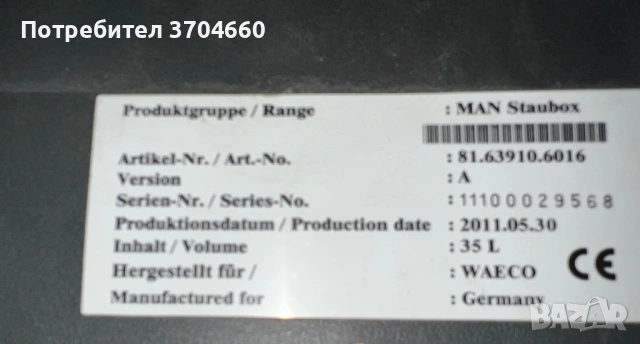 Потребител 3704660
Produktgruppe / Range : MAN Staubox
Artikel-Nr. / Art.-No. : 81.63910.6016
Version : A
Serien-Nr. / Series-No. : 11100029568
Produktionsdatum / Production date : 2011.05.30
Inhalt / Volume : 35 L
Hergestellt für / : WAECO CE
Manufactured for : Germany
BAZAR